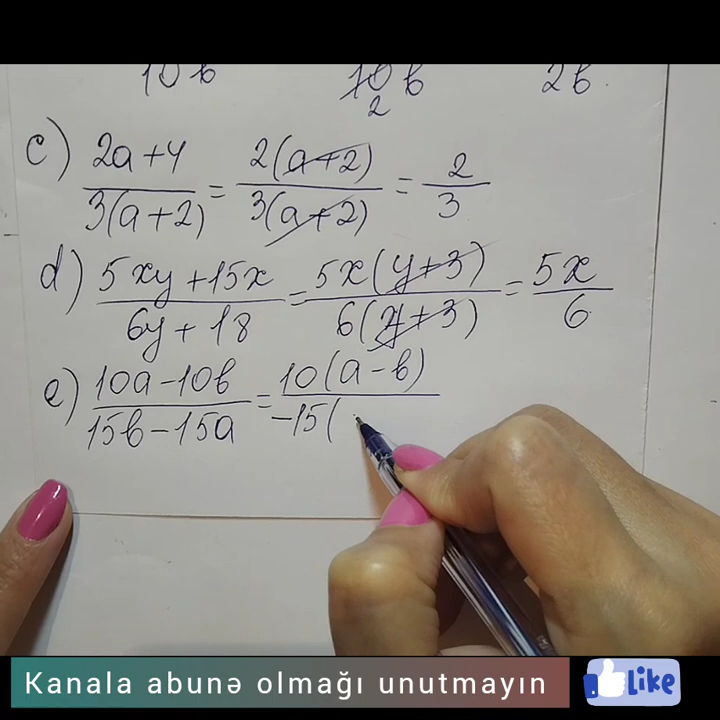 10b 10b 2b
2
c) 2a+4 / 3(a+2) = 2(a+2) / 3(a+2) = 2 / 3
d) 5xy+15x / 6y+18 = 5x(y+3) / 6(y+3) = 5x / 6
e) 10a-10b / 15b-15a = 10(a-b) / -15(
Kanala abunə olmağı unutmayın
Like